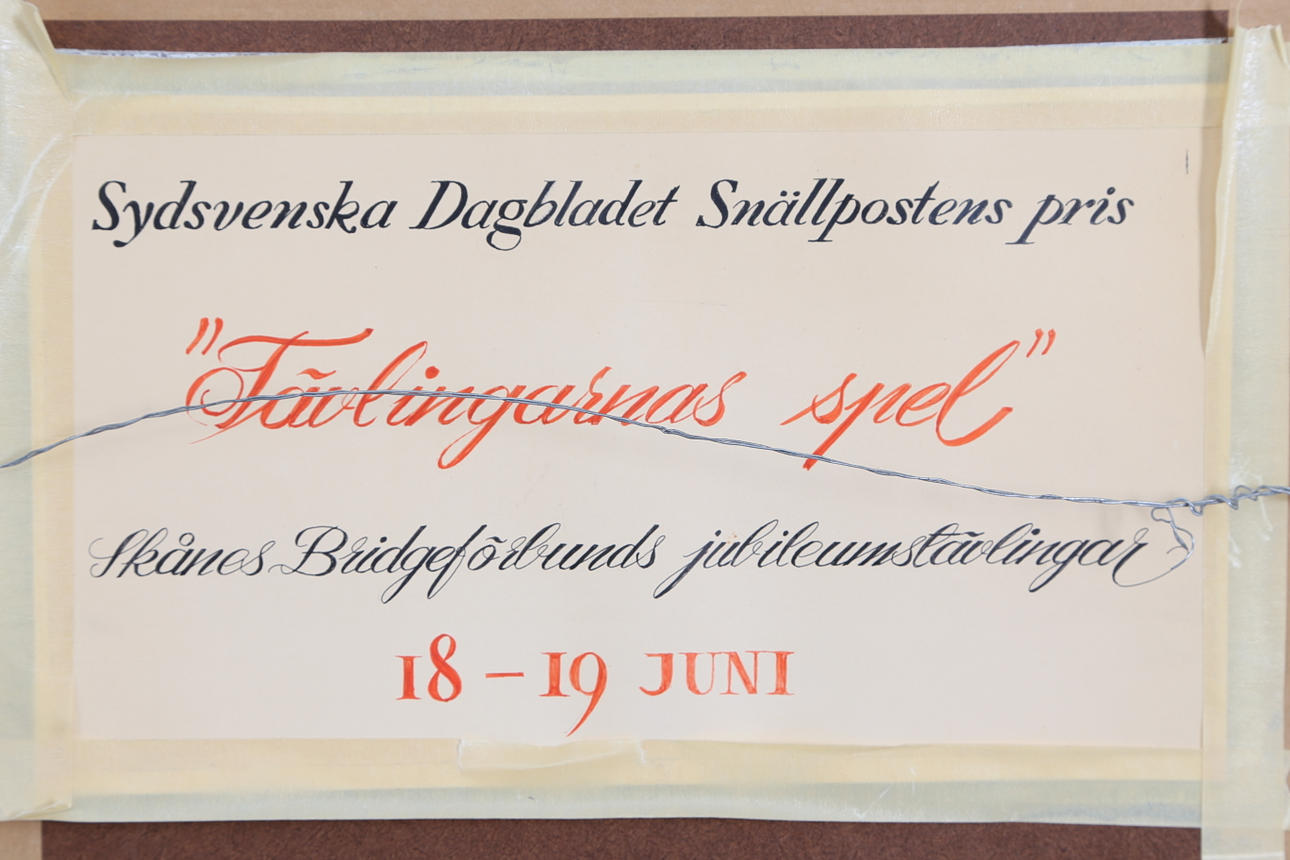 Sydsvenska Dagbladet Snällpostens pris
"Tävlingarnas spel"
Skånes Bridgeförbunds jubileumstävlingar
18 – 19 JUNI